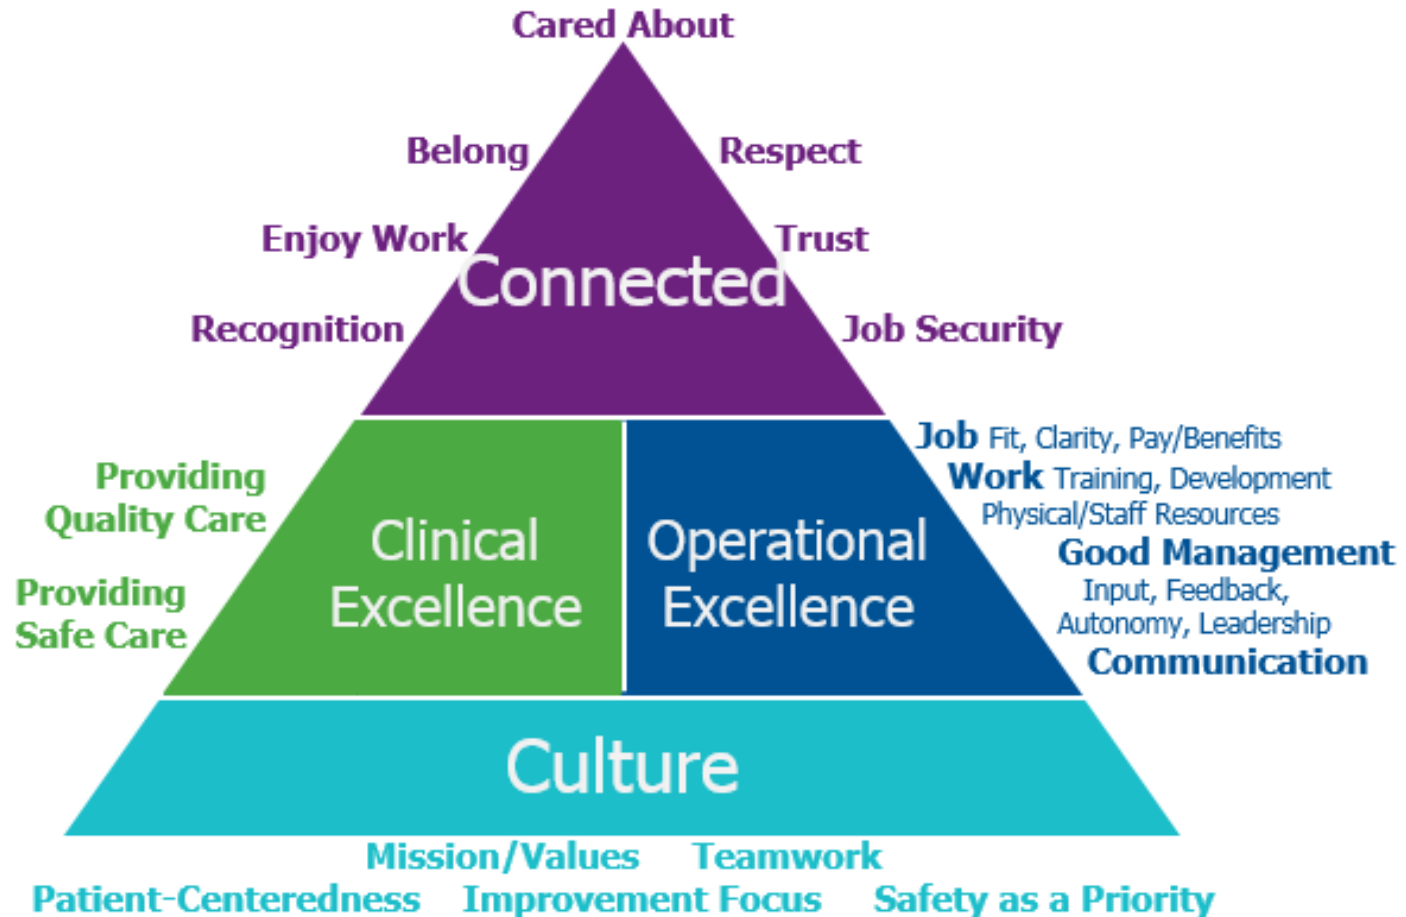 Cared About
Belong
Respect
Enjoy Work
Trust
Connected
Recognition
Job Security
Job Fit, Clarity, Pay/Benefits
Work Training, Development
Physical/Staff Resources
Good Management
Input, Feedback,
Autonomy, Leadership
Communication
Providing
Quality Care
Providing
Safe Care
Clinical
Excellence
Operational
Excellence
Culture
Mission/Values Teamwork
Patient-Centeredness Improvement Focus Safety as a Priority